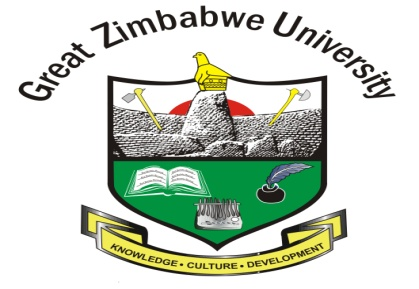 Great Zimbabwe University
KNOWLEDGE • CULTURE • DEVELOPMENT